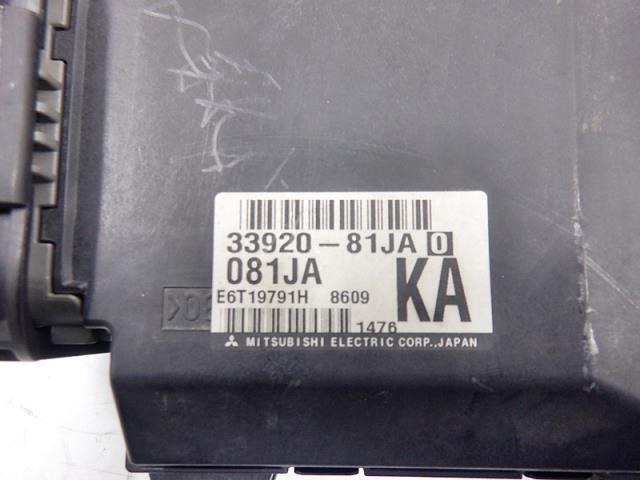 33920-81JA 0
081JA KA
E6T19791H 8609
1476
MITSUBISHI ELECTRIC CORP.,JAPAN